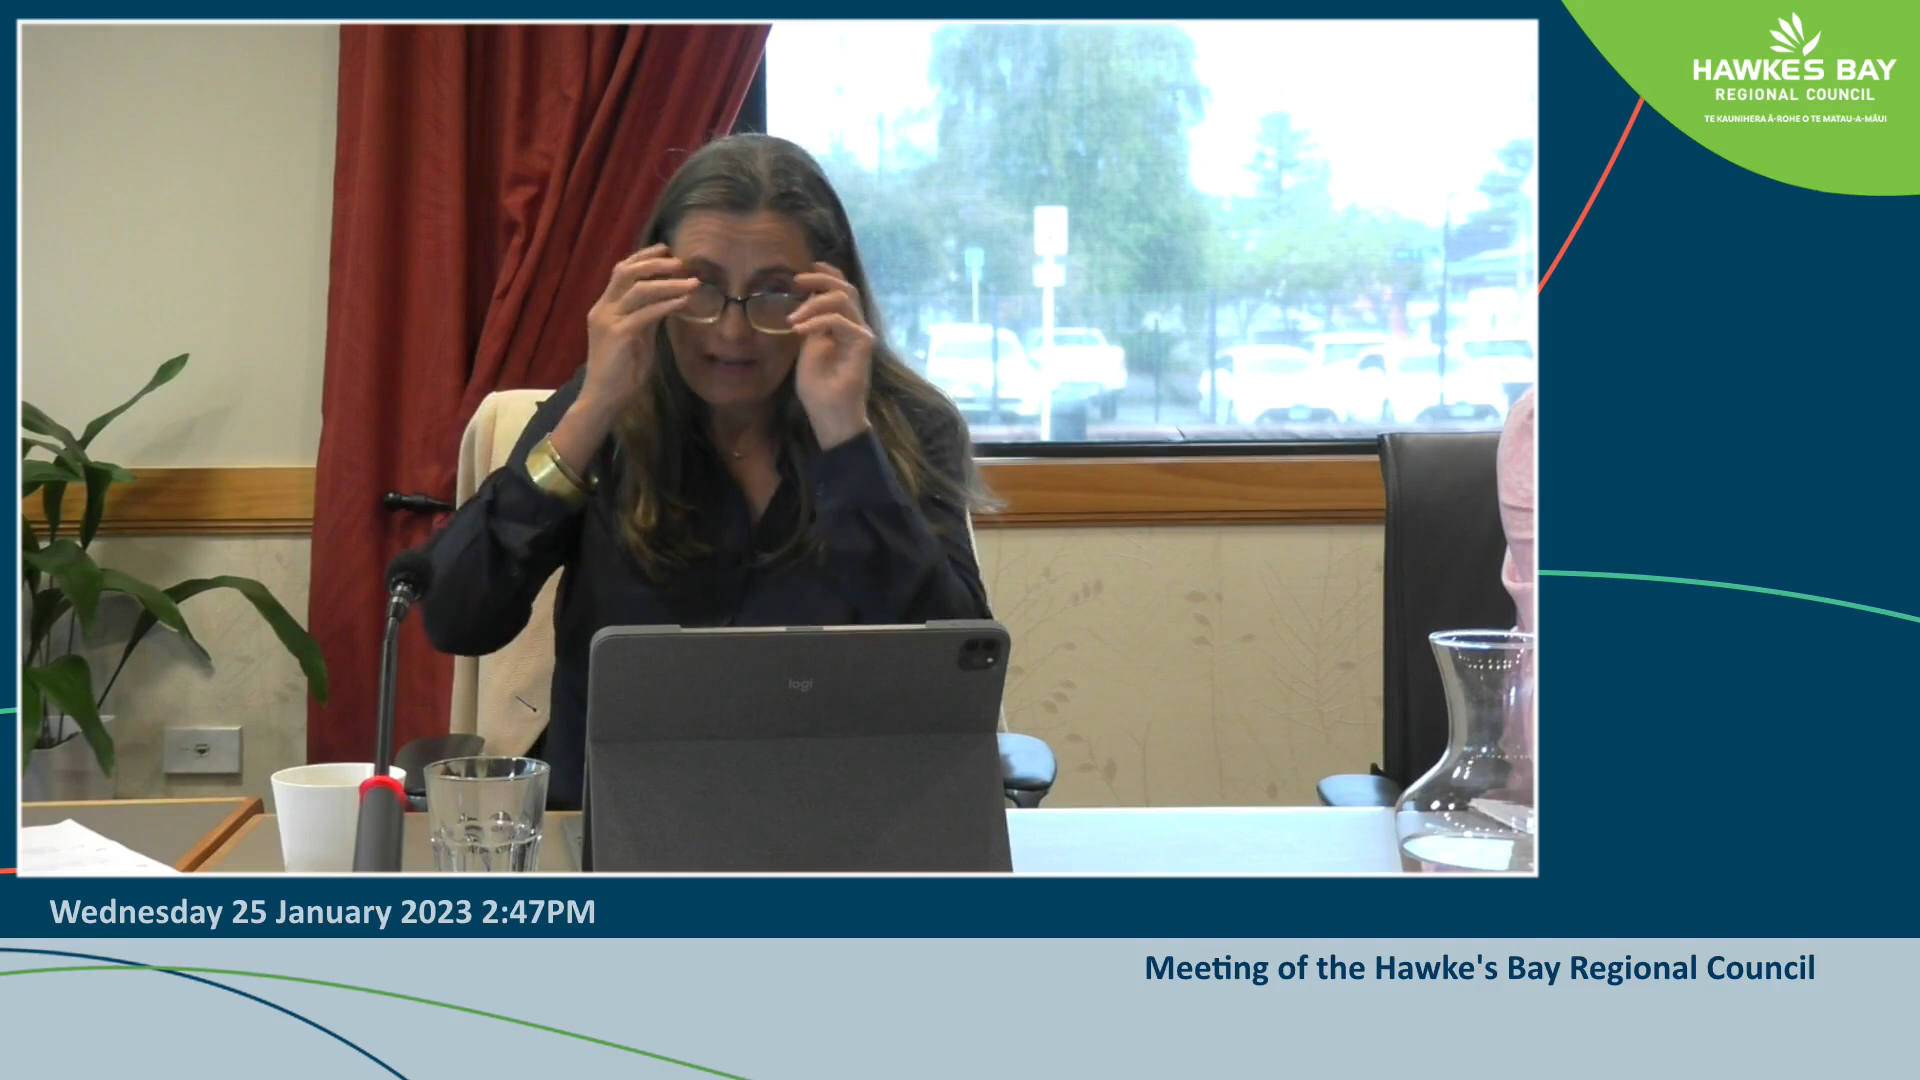 HAWKE'S BAY
REGIONAL COUNCIL
TE KAUNIHERA Ā-ROHE O TE MATAU-A-MĀUI
logi
Wednesday 25 January 2023 2:47PM
Meeting of the Hawke's Bay Regional Council